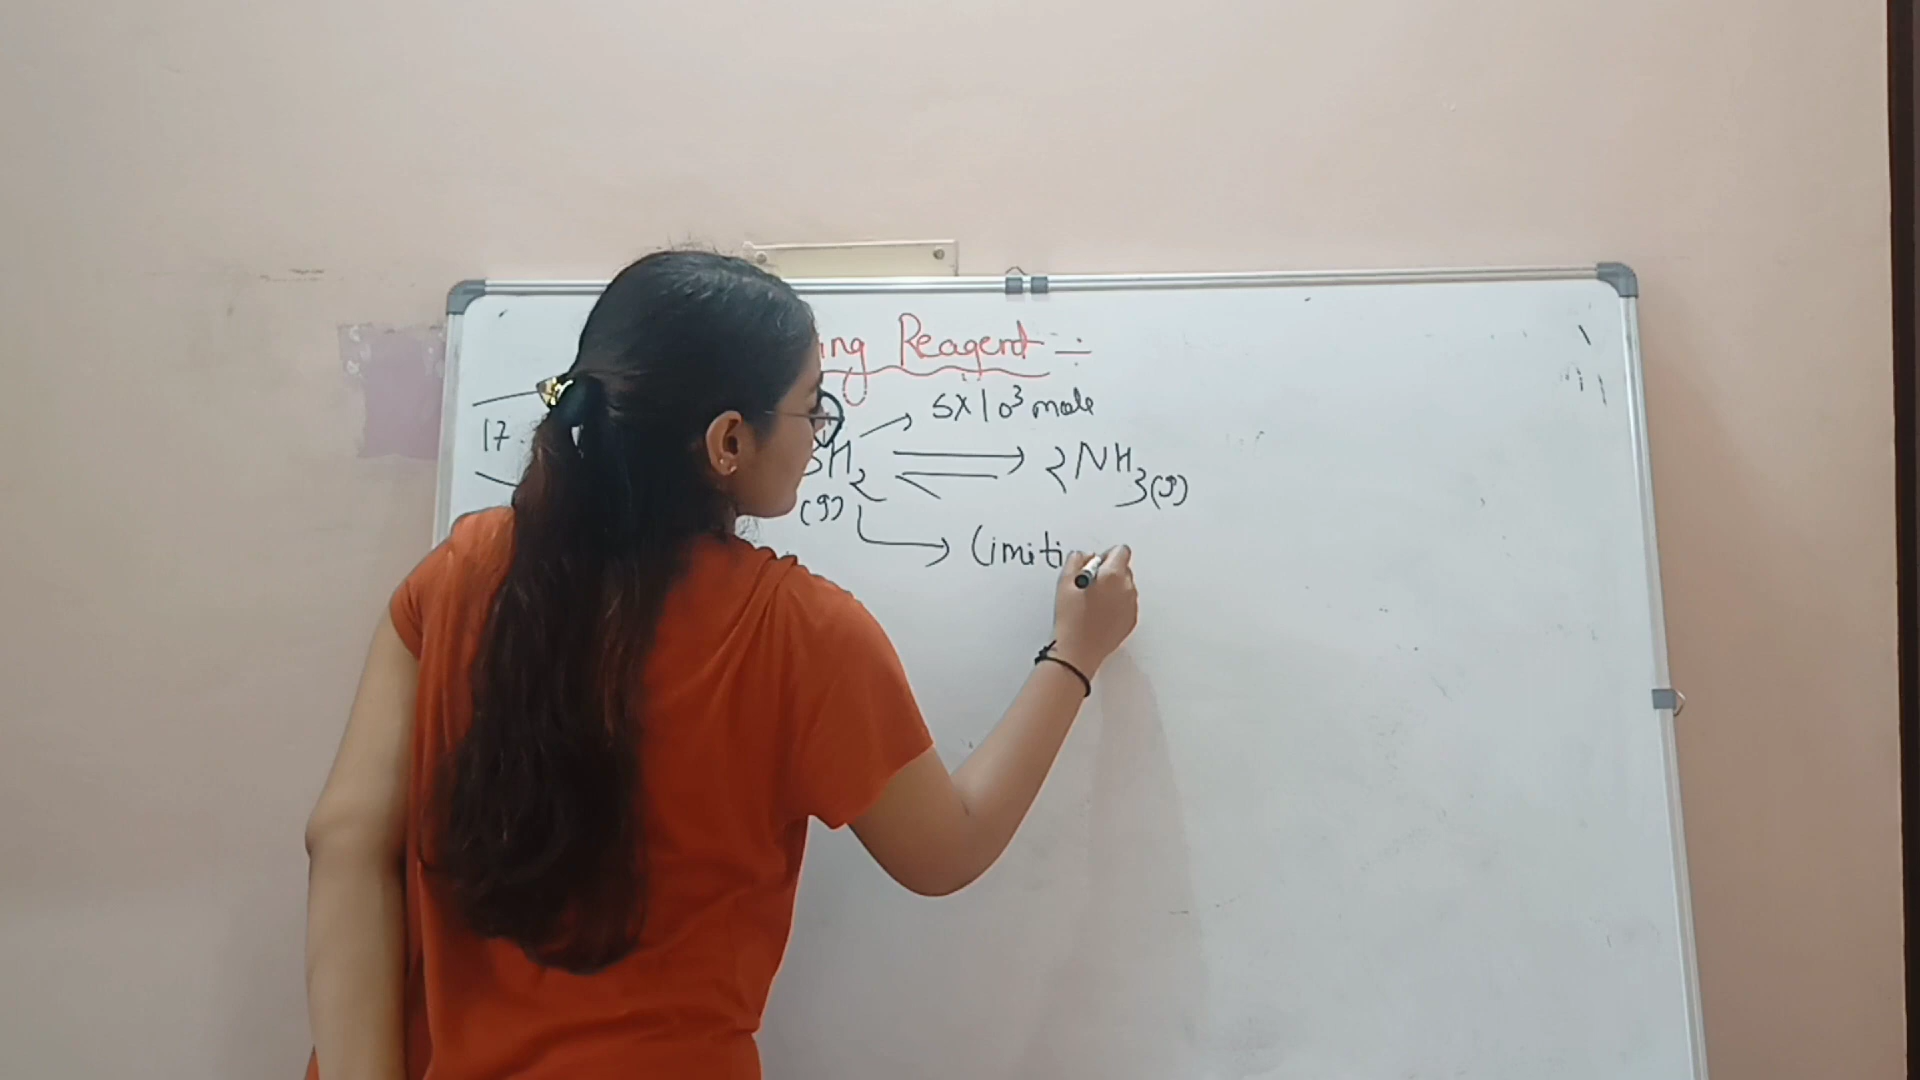 ing Reagent :-
5×10³ mole
17.
3H₂ ⇌ 2NH₃(g)
(g)
Limiti